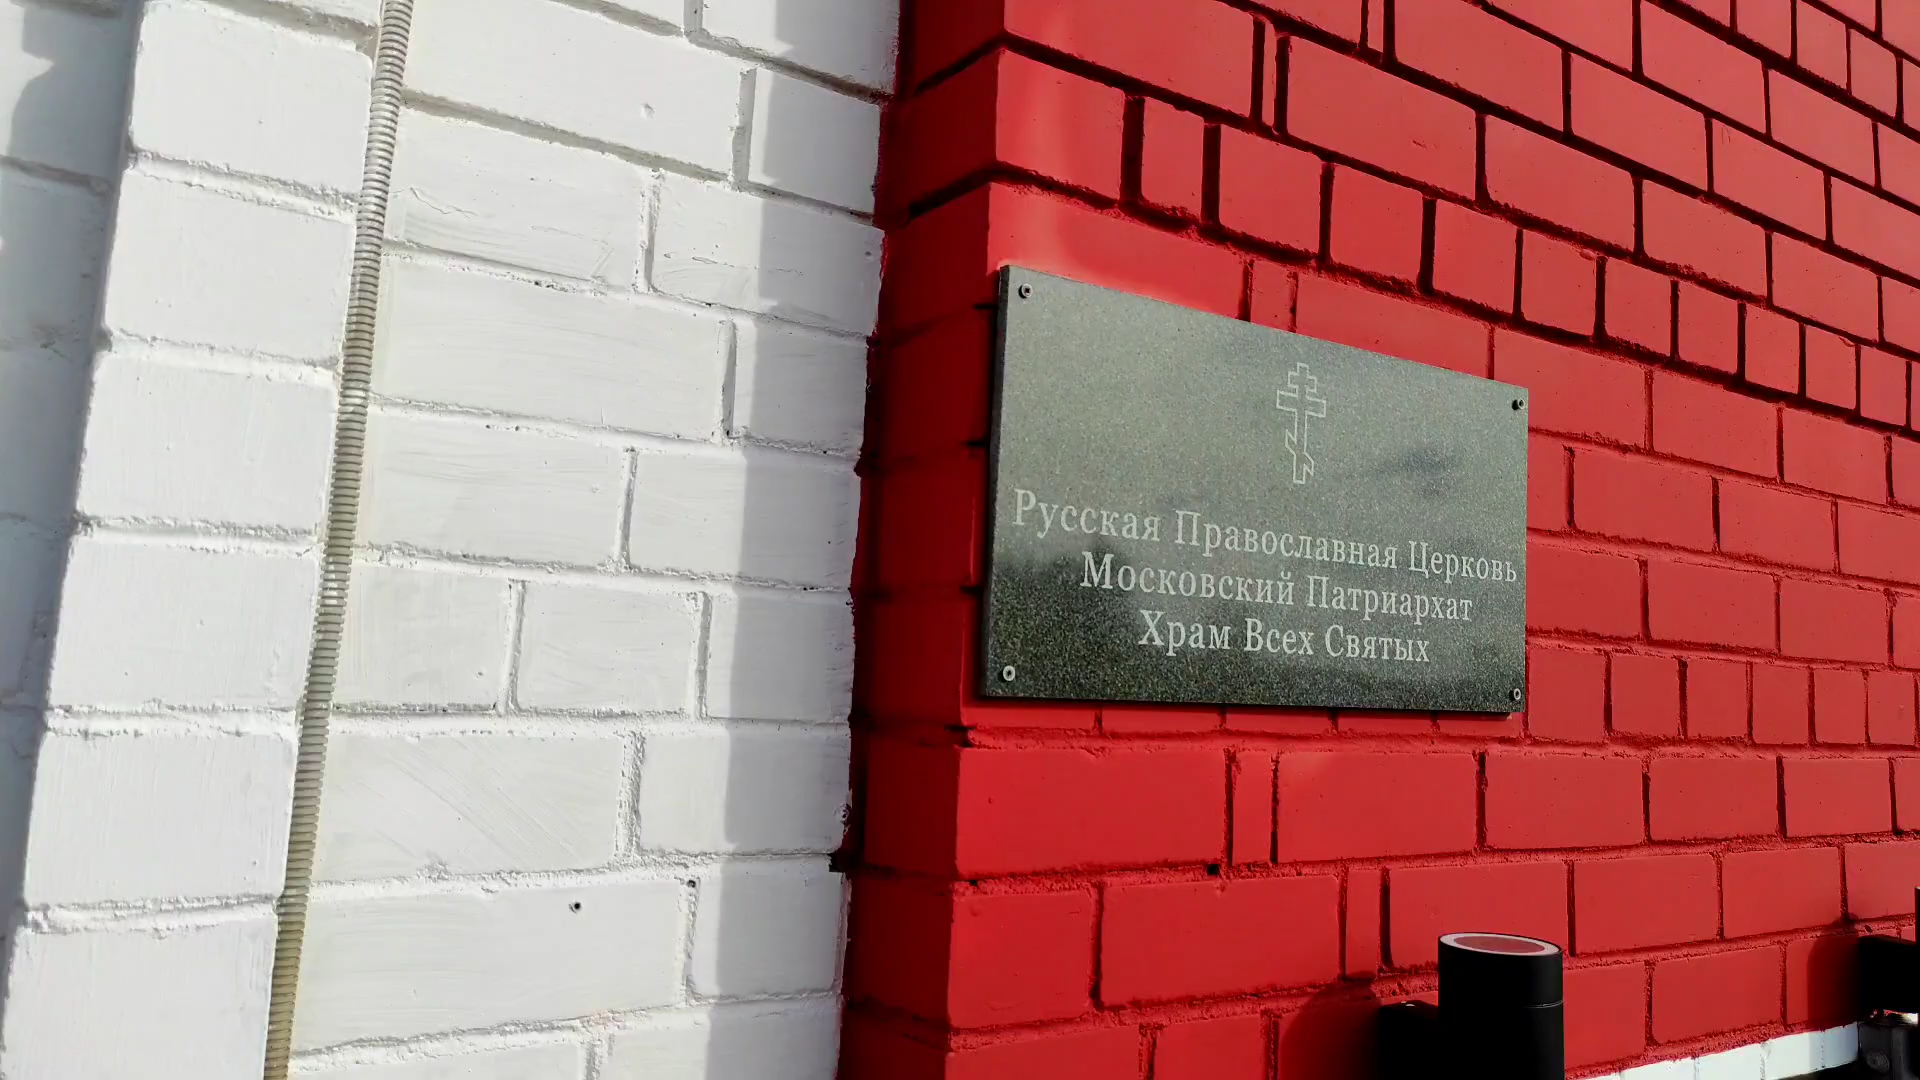 Русская Православная Церковь
Московский Патриархат
Храм Всех Святых